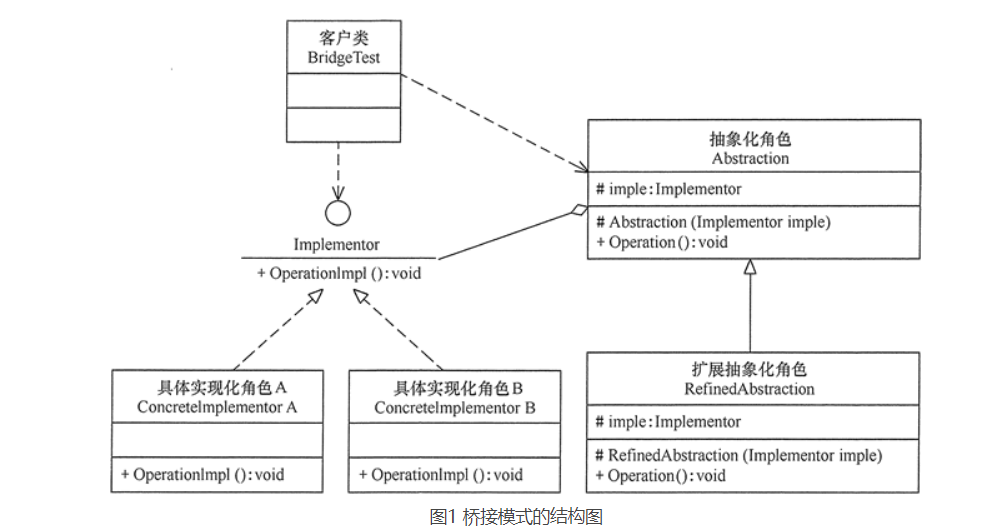 客户类
BridgeTest
抽象化角色
Abstraction
# imple:Implementor
# Abstraction (Implementor imple)
+ Operation():void
Implementor
+ OperationImpl():void
具体实现化角色A
ConcreteImplementor A
+ OperationImpl():void
具体实现化角色B
ConcreteImplementor B
+ OperationImpl():void
扩展抽象化角色
RefinedAbstraction
# imple:Implementor
# RefinedAbstraction (Implementor imple)
+ Operation():void
图1 桥接模式的结构图